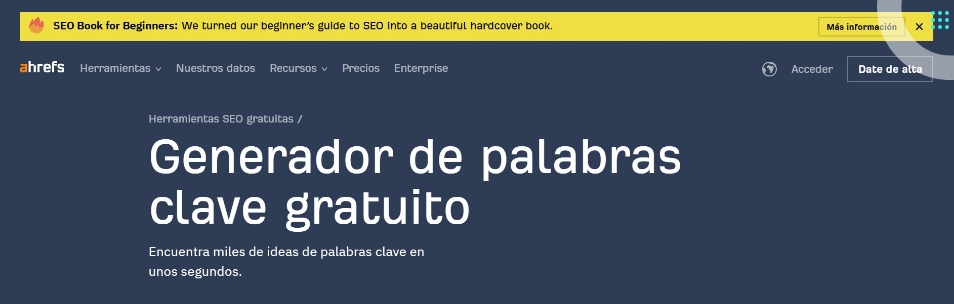 SEO Book for Beginners: We turned our beginner's guide to SEO into a beautiful hardcover book.
Más información
ahrefs Herramientas Nuestros datos Recursos Precios Enterprise Acceder Date de alta
Herramientas SEO gratuitas /
Generador de palabras
clave gratuito
Encuentra miles de ideas de palabras clave en
unos segundos.